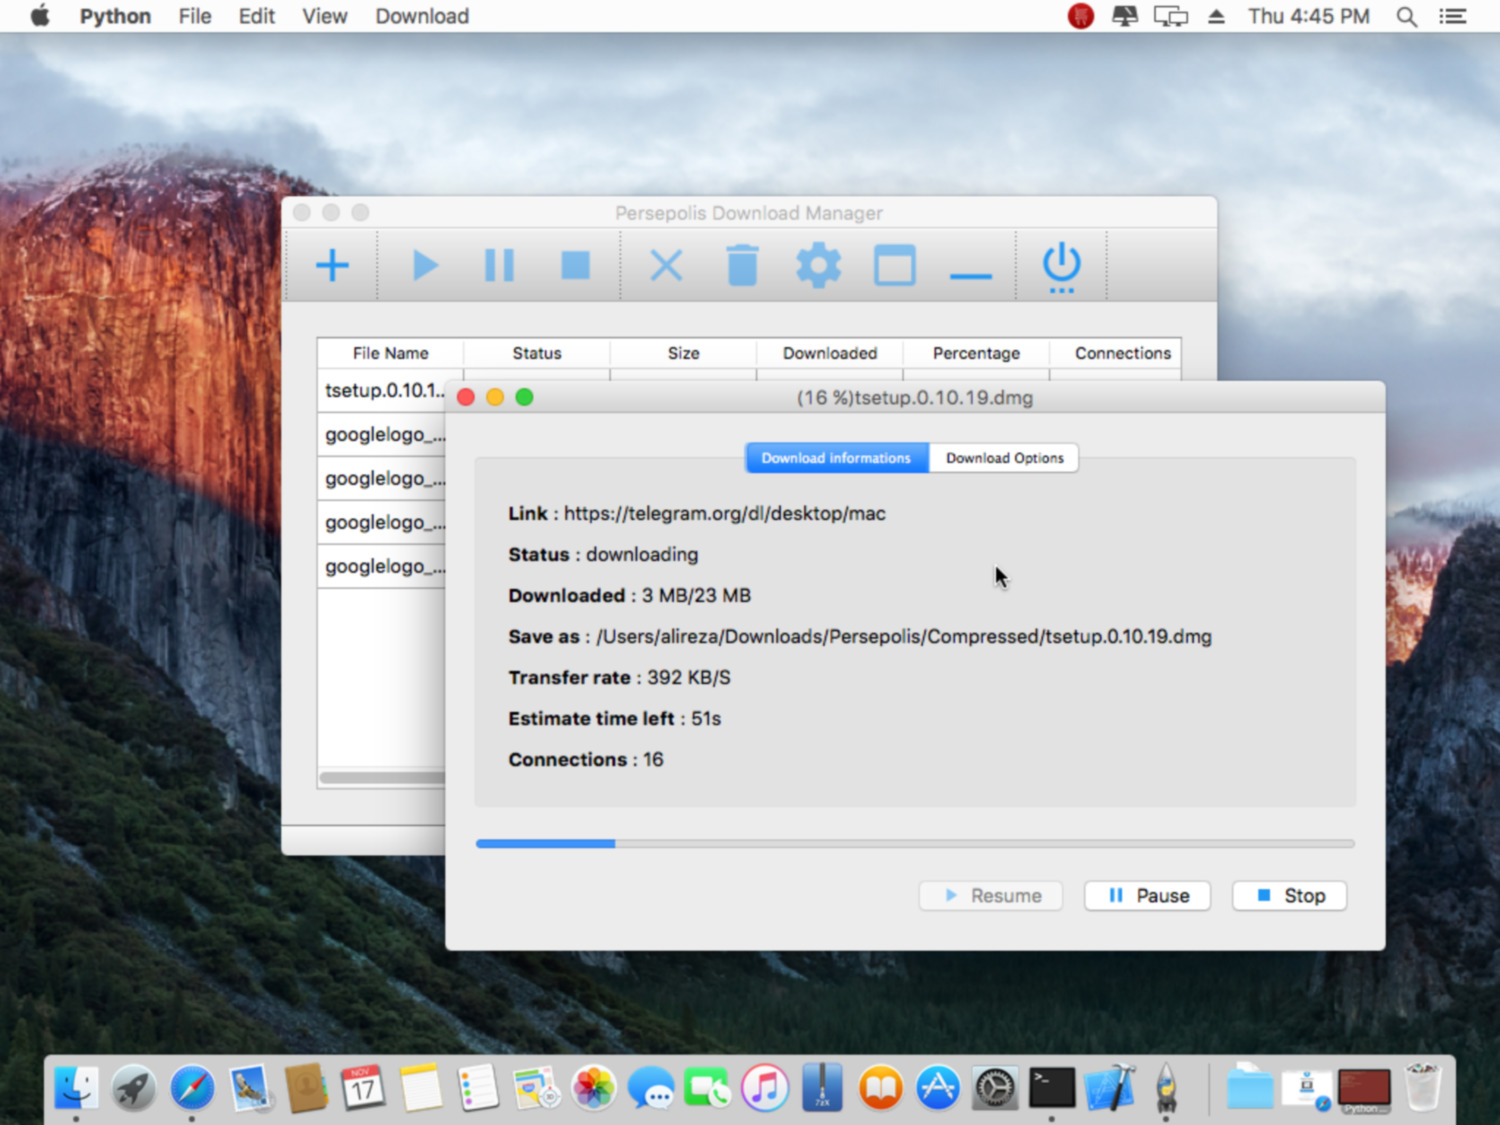 Python File Edit View Download Thu 4:45 PM
Persepolis Download Manager
File Name Status Size Downloaded Percentage Connections
tsetup.0.10.1...
googlelogo_...
googlelogo_...
googlelogo_...
googlelogo_...
(16 %)tsetup.0.10.19.dmg
Download informations Download Options
Link : https://telegram.org/dl/desktop/mac
Status : downloading
Downloaded : 3 MB/23 MB
Save as : /Users/alireza/Downloads/Persepolis/Compressed/tsetup.0.10.19.dmg
Transfer rate : 392 KB/S
Estimate time left : 51s
Connections : 16
Resume Pause Stop
NOV
17
7zX
>_
Python ...